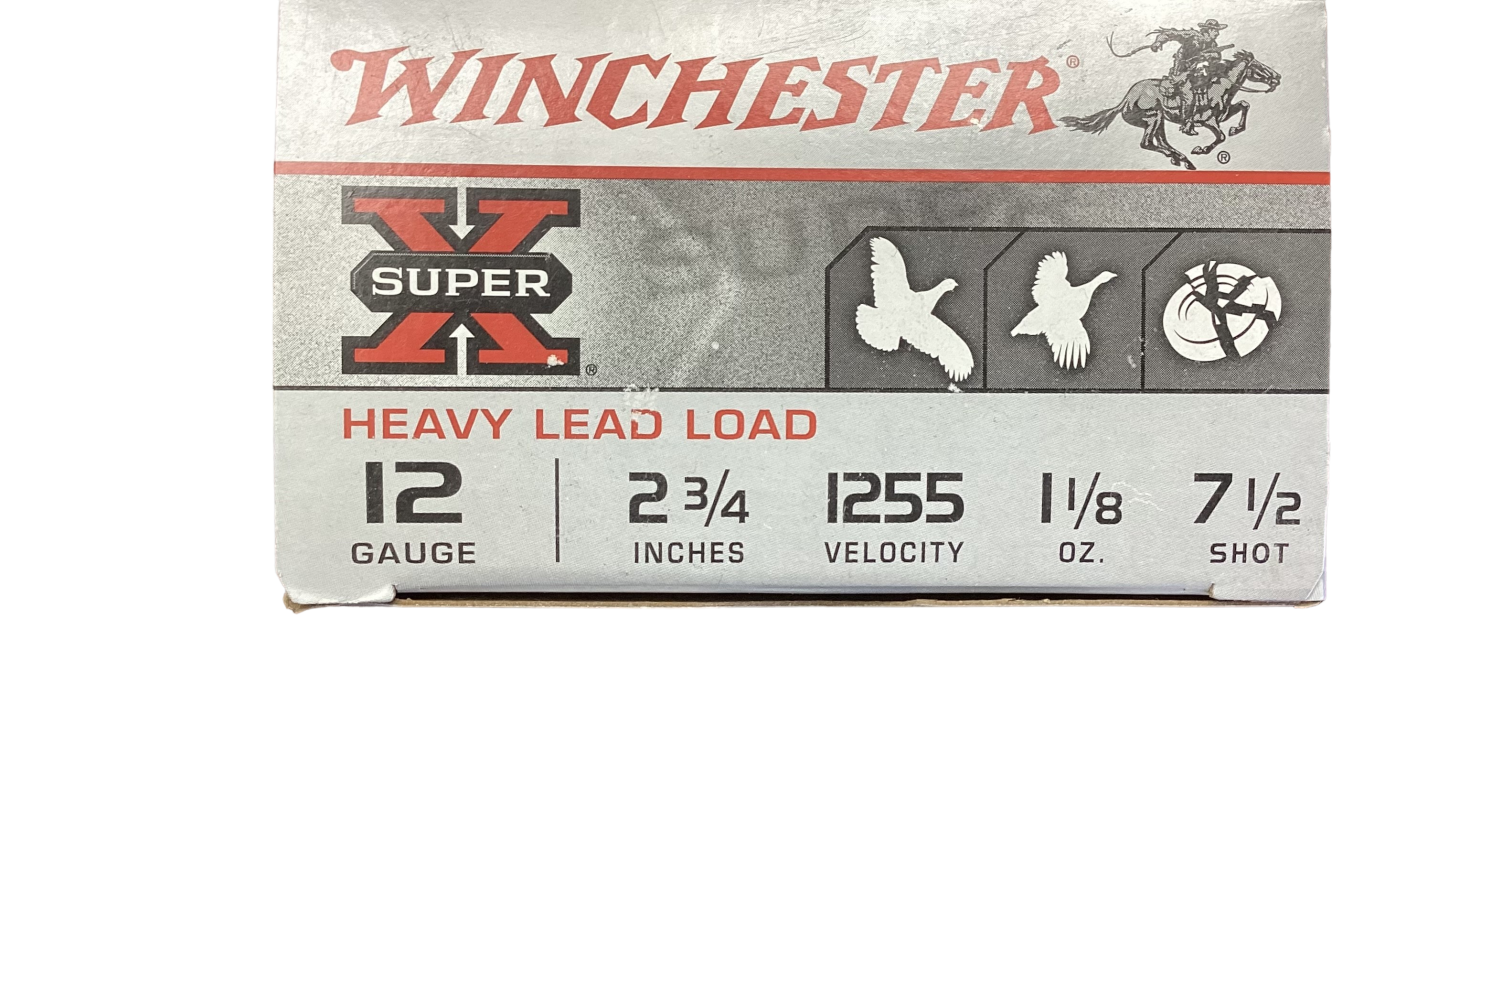 WINCHESTER®
®
SUPER X ®
HEAVY LEAD LOAD
12 GAUGE
2 3/4 INCHES
1255 VELOCITY
1 1/8 OZ.
7 1/2 SHOT